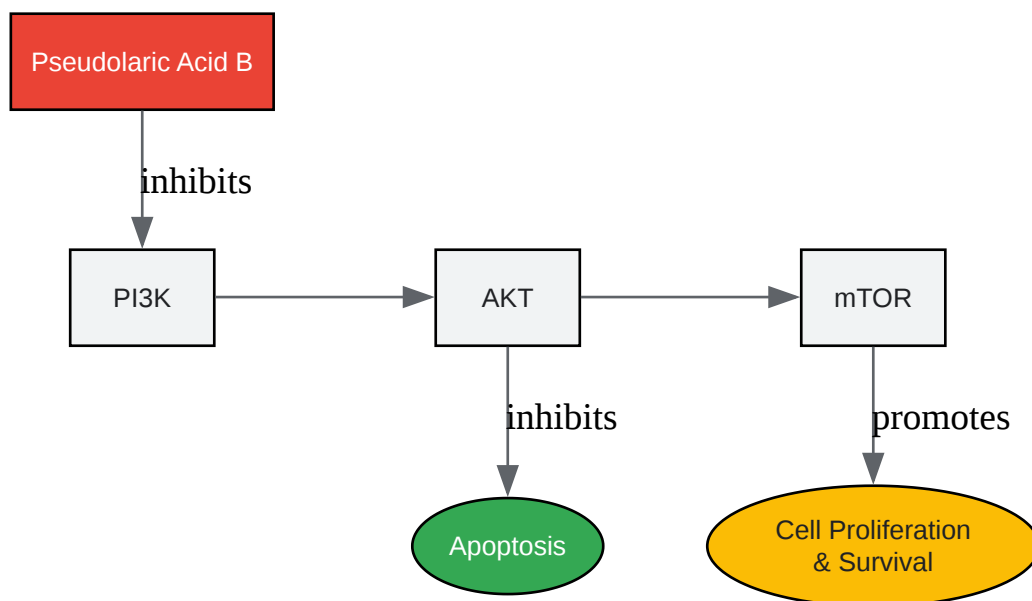 Pseudolaric Acid B
inhibits
PI3K
AKT
mTOR
inhibits
promotes
Apoptosis
Cell Proliferation
& Survival